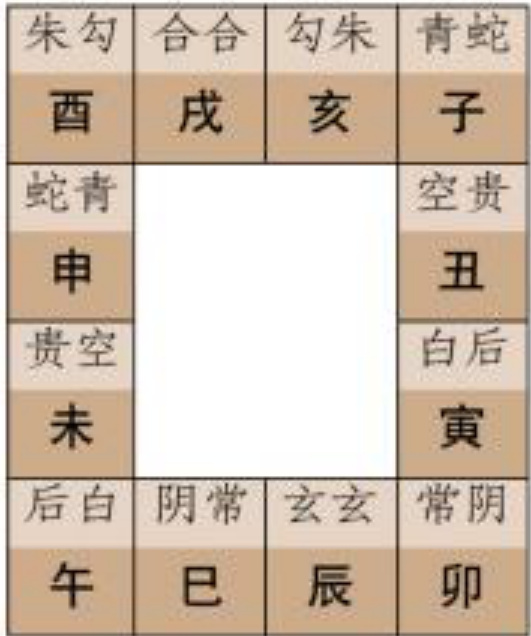 朱勾 合合 勾朱 青蛇
酉 戌 亥 子
蛇青 空贵
申 丑
贵空 白后
未 寅
后白 阴常 玄玄 常阴
午 巳 辰 卯